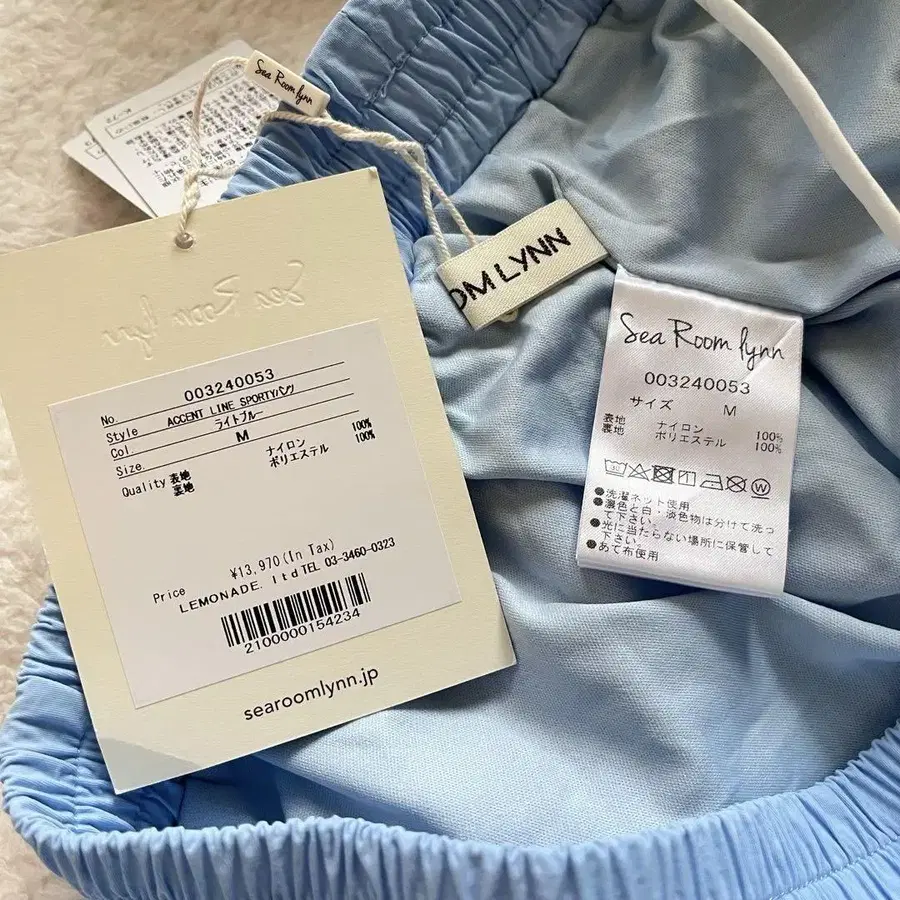 Sea Room lynn
Sea Room lynn
No. 003240053
Style ACCENT LINE SPORTYパンツ
Col. ライトブルー
Size. M
Quality 表地 ナイロン 100%
裏地 ポリエステル 100%
Price ¥13,970(In Tax)
LEMONADE. ltd TEL 03-3460-0323
2100000154234
searoomlynn.jp
OM LYNN
Sea Room lynn
003240053
サイズ M
表地 ナイロン 100%
裏地 ポリエステル 100%
●洗濯ネット使用
●濃色と白・淡色物は分けて洗っ
て下さい。
●光に当たらない場所に保管して
下さい。
●あて布使用